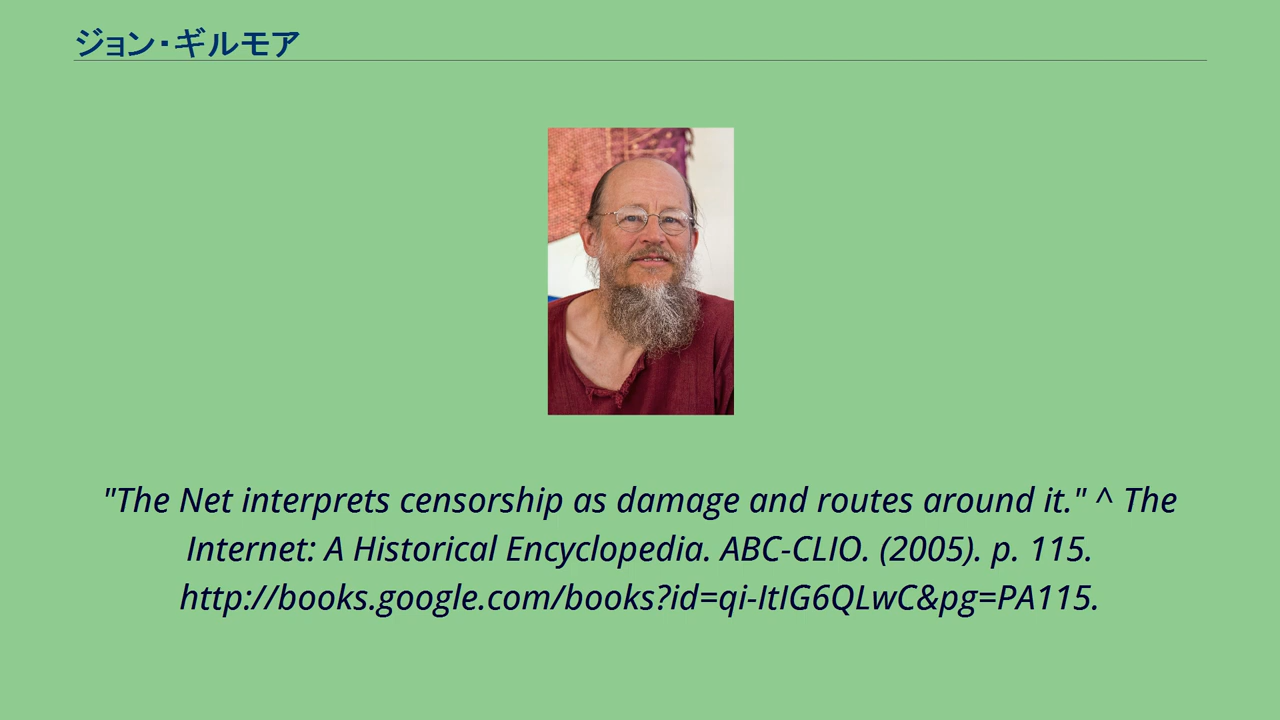 ジョン・ギルモア
"The Net interprets censorship as damage and routes around it." ^ The
Internet: A Historical Encyclopedia. ABC-CLIO. (2005). p. 115.
http://books.google.com/books?id=qi-ItIG6QLwC&pg=PA115.